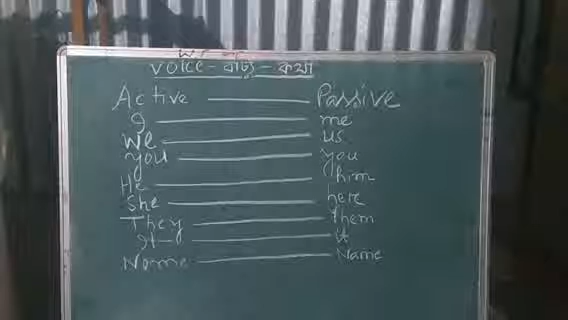 VOICE - বাচ্য - কথা
Active — Passive
I — me
We — us
you — you
He — him
She — here
They — them
It — it
Name — Name